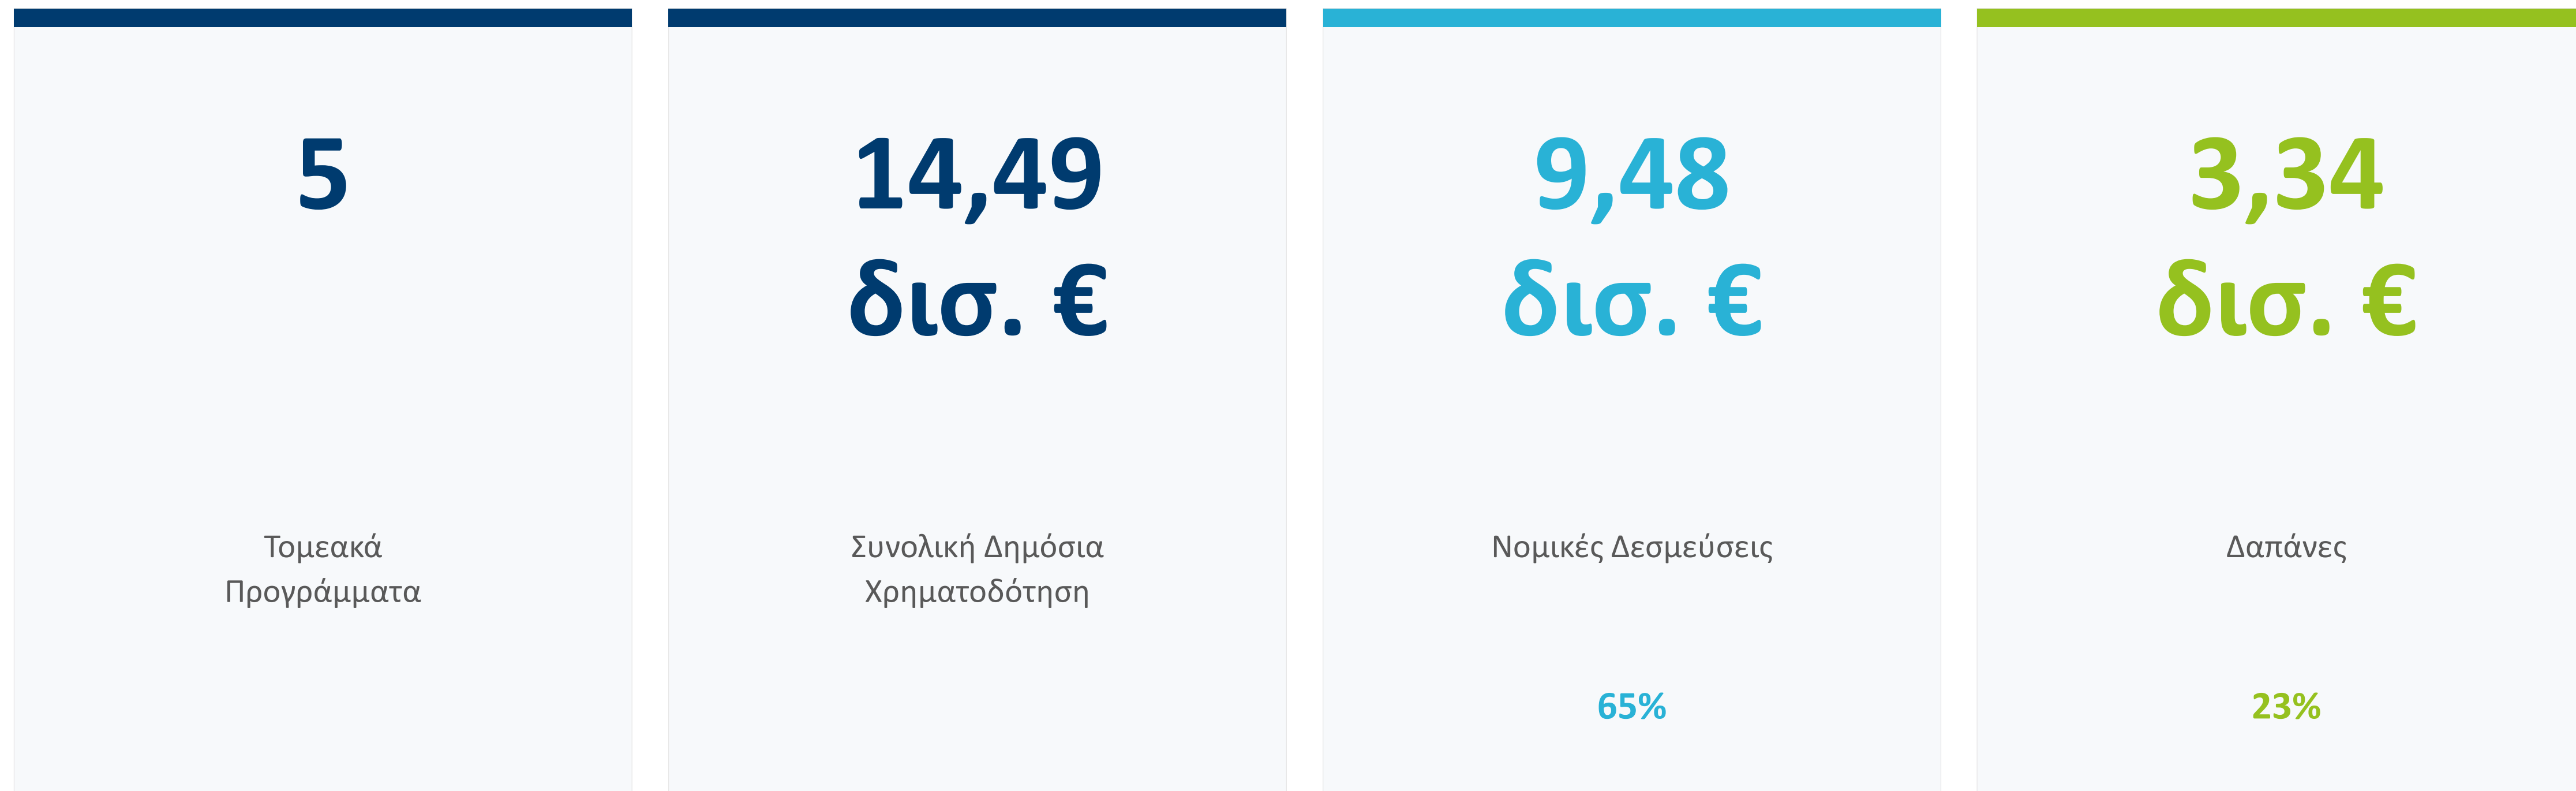 5
Τομεακά
Προγράμματα
14,49
δισ. €
Συνολική Δημόσια
Χρηματοδότηση
9,48
δισ. €
Νομικές Δεσμεύσεις
65%
3,34
δισ. €
Δαπάνες
23%